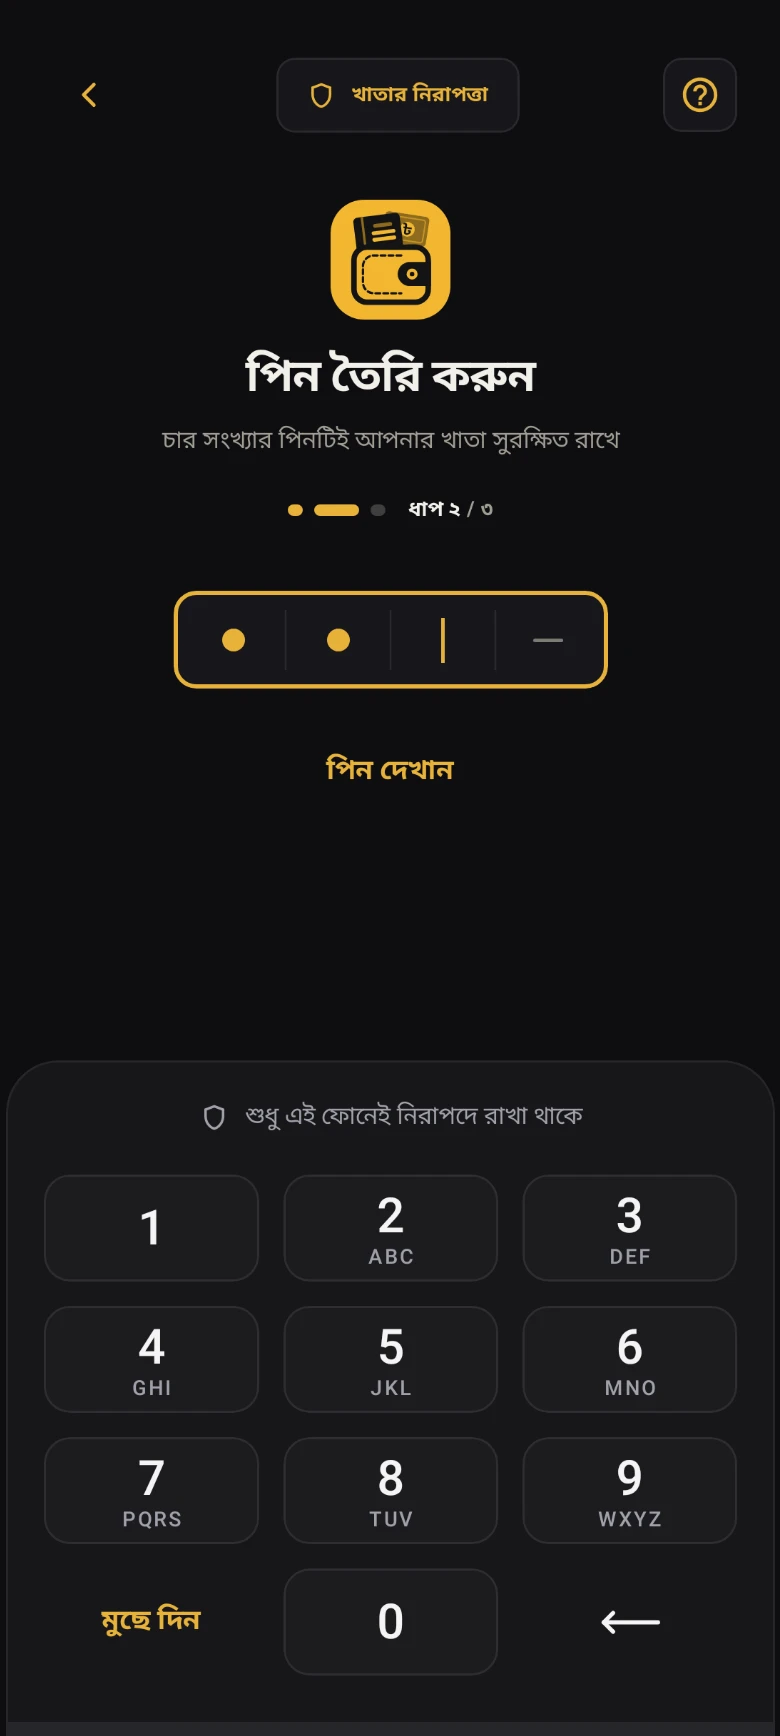 খাতার নিরাপত্তা
৳
পিন তৈরি করুন
চার সংখ্যার পিনটিই আপনার খাতা সুরক্ষিত রাখে
ধাপ ২ / ৩
পিন দেখান
শুধু এই ফোনেই নিরাপদে রাখা থাকে
1
2
3
ABC
DEF
4
5
6
GHI
JKL
MNO
7
8
9
PQRS
TUV
WXYZ
মুছে দিন
0